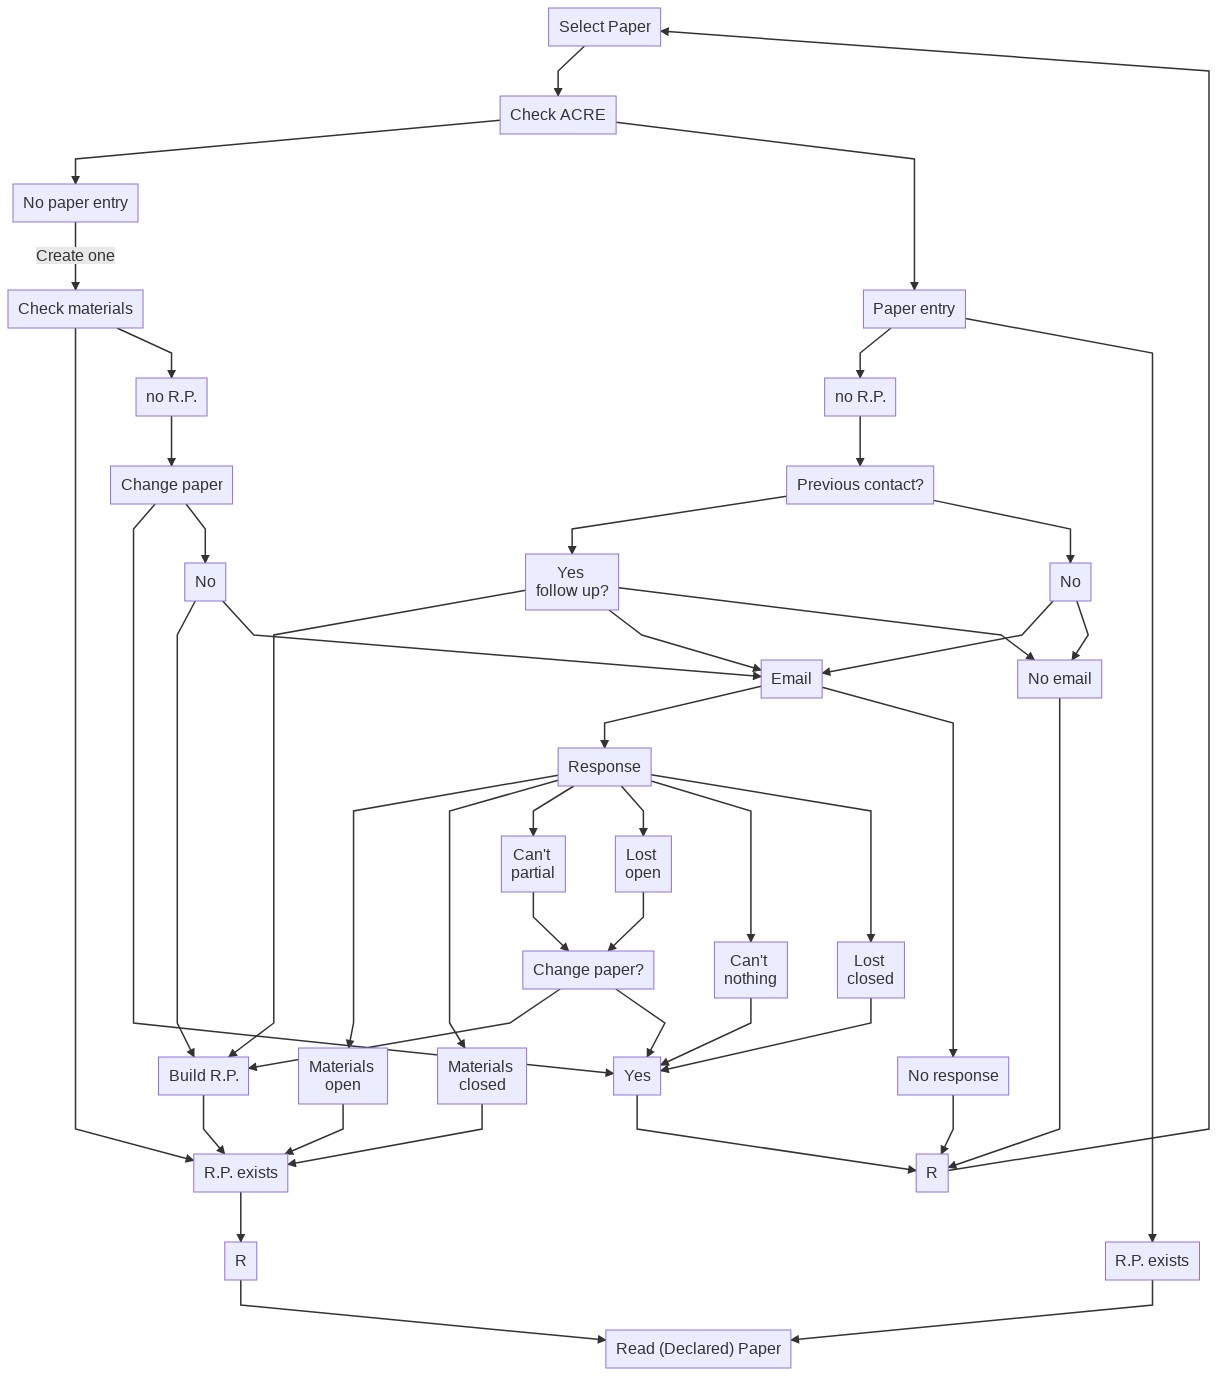 Select Paper
Check ACRE
No paper entry
Create one
Check materials
Paper entry
no R.P.
no R.P.
Change paper
Previous contact?
No
Yes
follow up?
No
Email
No email
Response
Can't
partial
Lost
open
Change paper?
Can't
nothing
Lost
closed
Build R.P.
Materials
open
Materials
closed
Yes
No response
R.P. exists
R
R
R.P. exists
Read (Declared) Paper